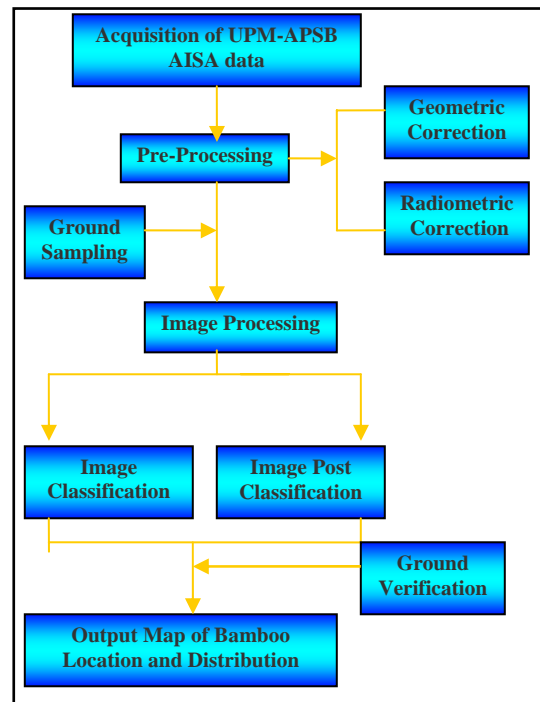 Acquisition of UPM-APSB
AISA data
Geometric
Correction
Pre-Processing
Radiometric
Correction
Ground
Sampling
Image Processing
Image
Classification
Image Post
Classification
Ground
Verification
Output Map of Bamboo
Location and Distribution